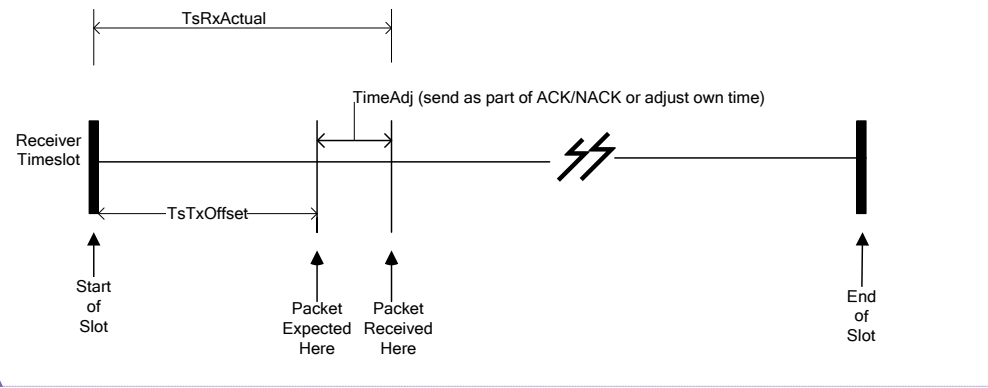 TsRxActual
TimeAdj (send as part of ACK/NACK or adjust own time)
Receiver
Timeslot
TsTxOffset
Start
of
Slot
Packet
Expected
Here
Packet
Received
Here
End
of
Slot